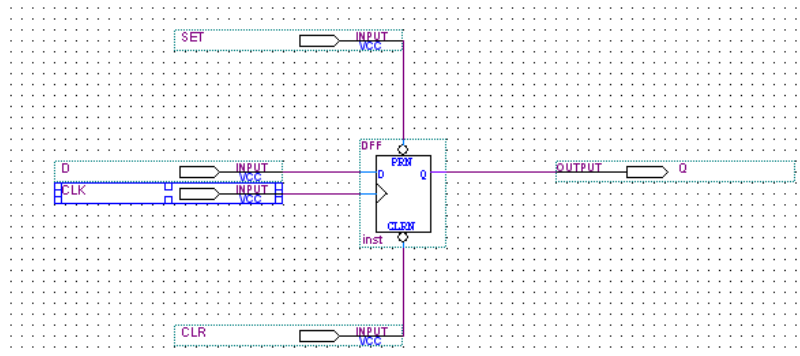 SET INPUT
VCC
DFF
PRN
D INPUT
VCC
D Q
OUTPUT Q
CLK INPUT
VCC
CLRN
inst
CLR INPUT
VCC